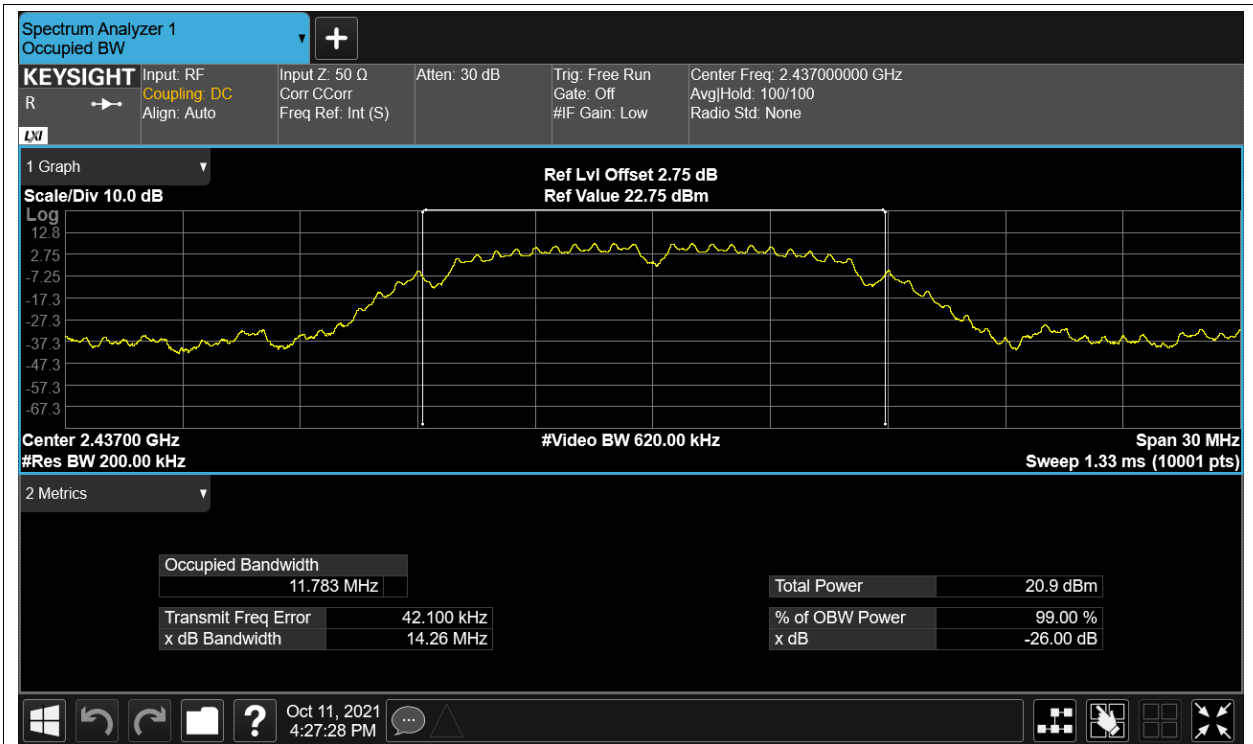 Spectrum Analyzer 1
Occupied BW
KEYSIGHT
R
LXI
Input: RF
Coupling: DC
Align: Auto
Input Z: 50 Ω
Corr CCorr
Freq Ref: Int (S)
Atten: 30 dB
Trig: Free Run
Gate: Off
#IF Gain: Low
Center Freq: 2.437000000 GHz
Avg|Hold: 100/100
Radio Std: None
1 Graph
Scale/Div 10.0 dB
Ref Lvl Offset 2.75 dB
Ref Value 22.75 dBm
Log
12.8
2.75
-7.25
-17.3
-27.3
-37.3
-47.3
-57.3
-67.3
Center 2.43700 GHz
#Video BW 620.00 kHz
Span 30 MHz
#Res BW 200.00 kHz
Sweep 1.33 ms (10001 pts)
2 Metrics
Occupied Bandwidth
11.783 MHz
Total Power 20.9 dBm
Transmit Freq Error 42.100 kHz
% of OBW Power 99.00 %
x dB Bandwidth 14.26 MHz
x dB -26.00 dB
?
Oct 11, 2021
4:27:28 PM